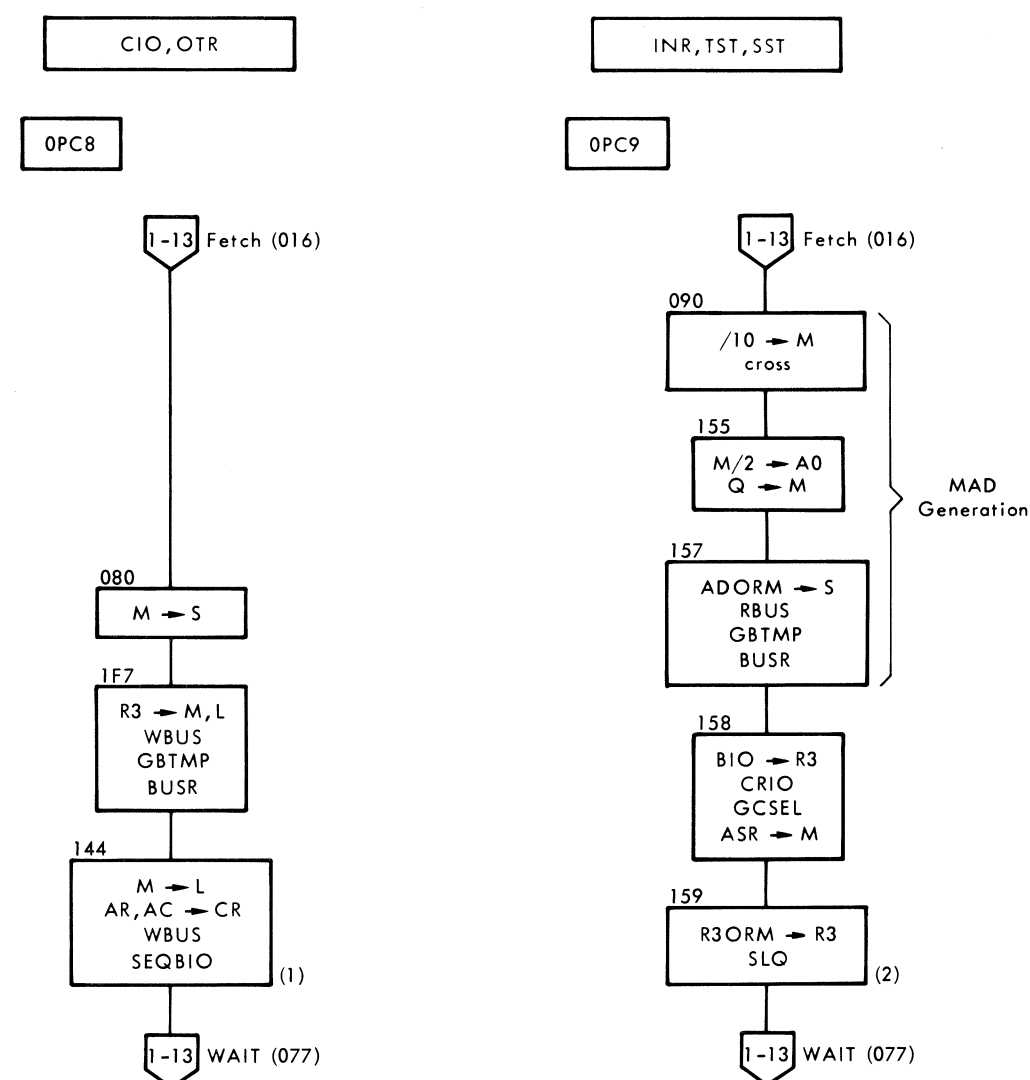 CIO,OTR
0PC8
1-13 Fetch (016)
080
M → S
1F7
R3 → M,L
WBUS
GBTMP
BUSR
144
M → L
AR,AC → CR
WBUS
SEQBIO
(1)
1-13 WAIT (077)
INR,TST,SST
0PC9
1-13 Fetch (016)
090
/10 → M
cross
155
M/2 → A0
Q → M
157
ADORM → S
RBUS
GBTMP
BUSR
MAD
Generation
158
BIO → R3
CRIO
GCSEL
ASR → M
159
R3ORM → R3
SLQ
(2)
1-13 WAIT (077)